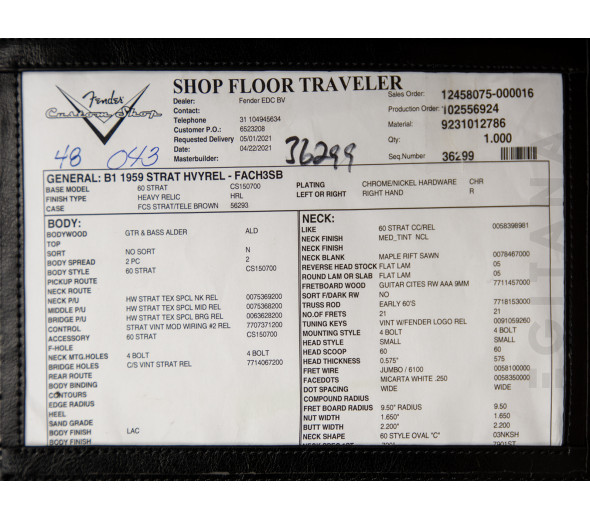 Fender
Custom Shop
SHOP FLOOR TRAVELER
Dealer: Fender EDC BV
Contact:
Telephone 31 104945634
Customer P.O.: 6523208
Requested Delivery: 05/01/2021
Date: 04/22/2021
Masterbuilder:
Sales Order: 12458075-000016
Production Order: 102556924
Material: 9231012786
Qty: 1.000
Seq.Number 36299
48 043
36299
GENERAL: B1 1959 STRAT HVYREL - FACH3SB
BASE MODEL 60 STRAT CS150700
FINISH TYPE HEAVY RELIC HRL
CASE FCS STRAT/TELE BROWN 56293
PLATING CHROME/NICKEL HARDWARE CHR
LEFT OR RIGHT RIGHT HAND R
BODY:
BODYWOOD GTR & BASS ALDER ALD
TOP
SORT NO SORT N
BODY SPREAD 2 PC 2
BODY STYLE 60 STRAT CS150700
PICKUP ROUTE
NECK ROUTE
NECK P/U HW STRAT TEX SPCL NK REL 0075369200
MIDDLE P/U HW STRAT TEX SPCL MID REL 0075368200
BRIDGE P/U HW STRAT TEX SPCL BRG REL 0063628200
CONTROL STRAT VINT MOD WIRING #2 REL 7707371200
ACCESSORY 60 STRAT CS150700
F-HOLE
NECK MTG.HOLES 4 BOLT 4 BOLT
BRIDGE HOLES C/S VINT STRAT REL 7714067200
REAR ROUTE
BODY BINDING
CONTOURS
EDGE RADIUS
HEEL
SAND GRADE
BODY FINISH LAC
BODY FINISH
NECK:
LIKE 60 STRAT CC/REL 0058398981
NECK FINISH MED_TINT NCL
NECK FINISH
NECK BLANK MAPLE RIFT SAWN 0078467000
REVERSE HEAD STOCK FLAT LAM 05
ROUND LAM OR SLAB FLAT LAM 05
FRETBOARD WOOD GUITAR CITES RW AAA 9MM 7711457000
SORT F/DARK RW NO
TRUSS ROD EARLY 60'S 7718153000
NO.OF FRETS 21 21
TUNING KEYS VINT W/FENDER LOGO REL 0091059260
MOUNTING STYLE 4 BOLT 4 BOLT
HEAD STYLE SMALL SMALL
HEAD SCOOP 60 60
HEAD THICKNESS 0.575" 575
FRET WIRE JUMBO / 6100 0058100000
FACEDOTS MICARTA WHITE .250 0058350000
DOT SPACING WIDE WIDE
COMPOUND RADIUS
FRET BOARD RADIUS 9.50" RADIUS 9.50
NUT WIDTH 1.650" 1.650
BUTT WIDTH 2.200" 2.200
NECK SHAPE 60 STYLE OVAL "C" 03NKSH
EGITANA